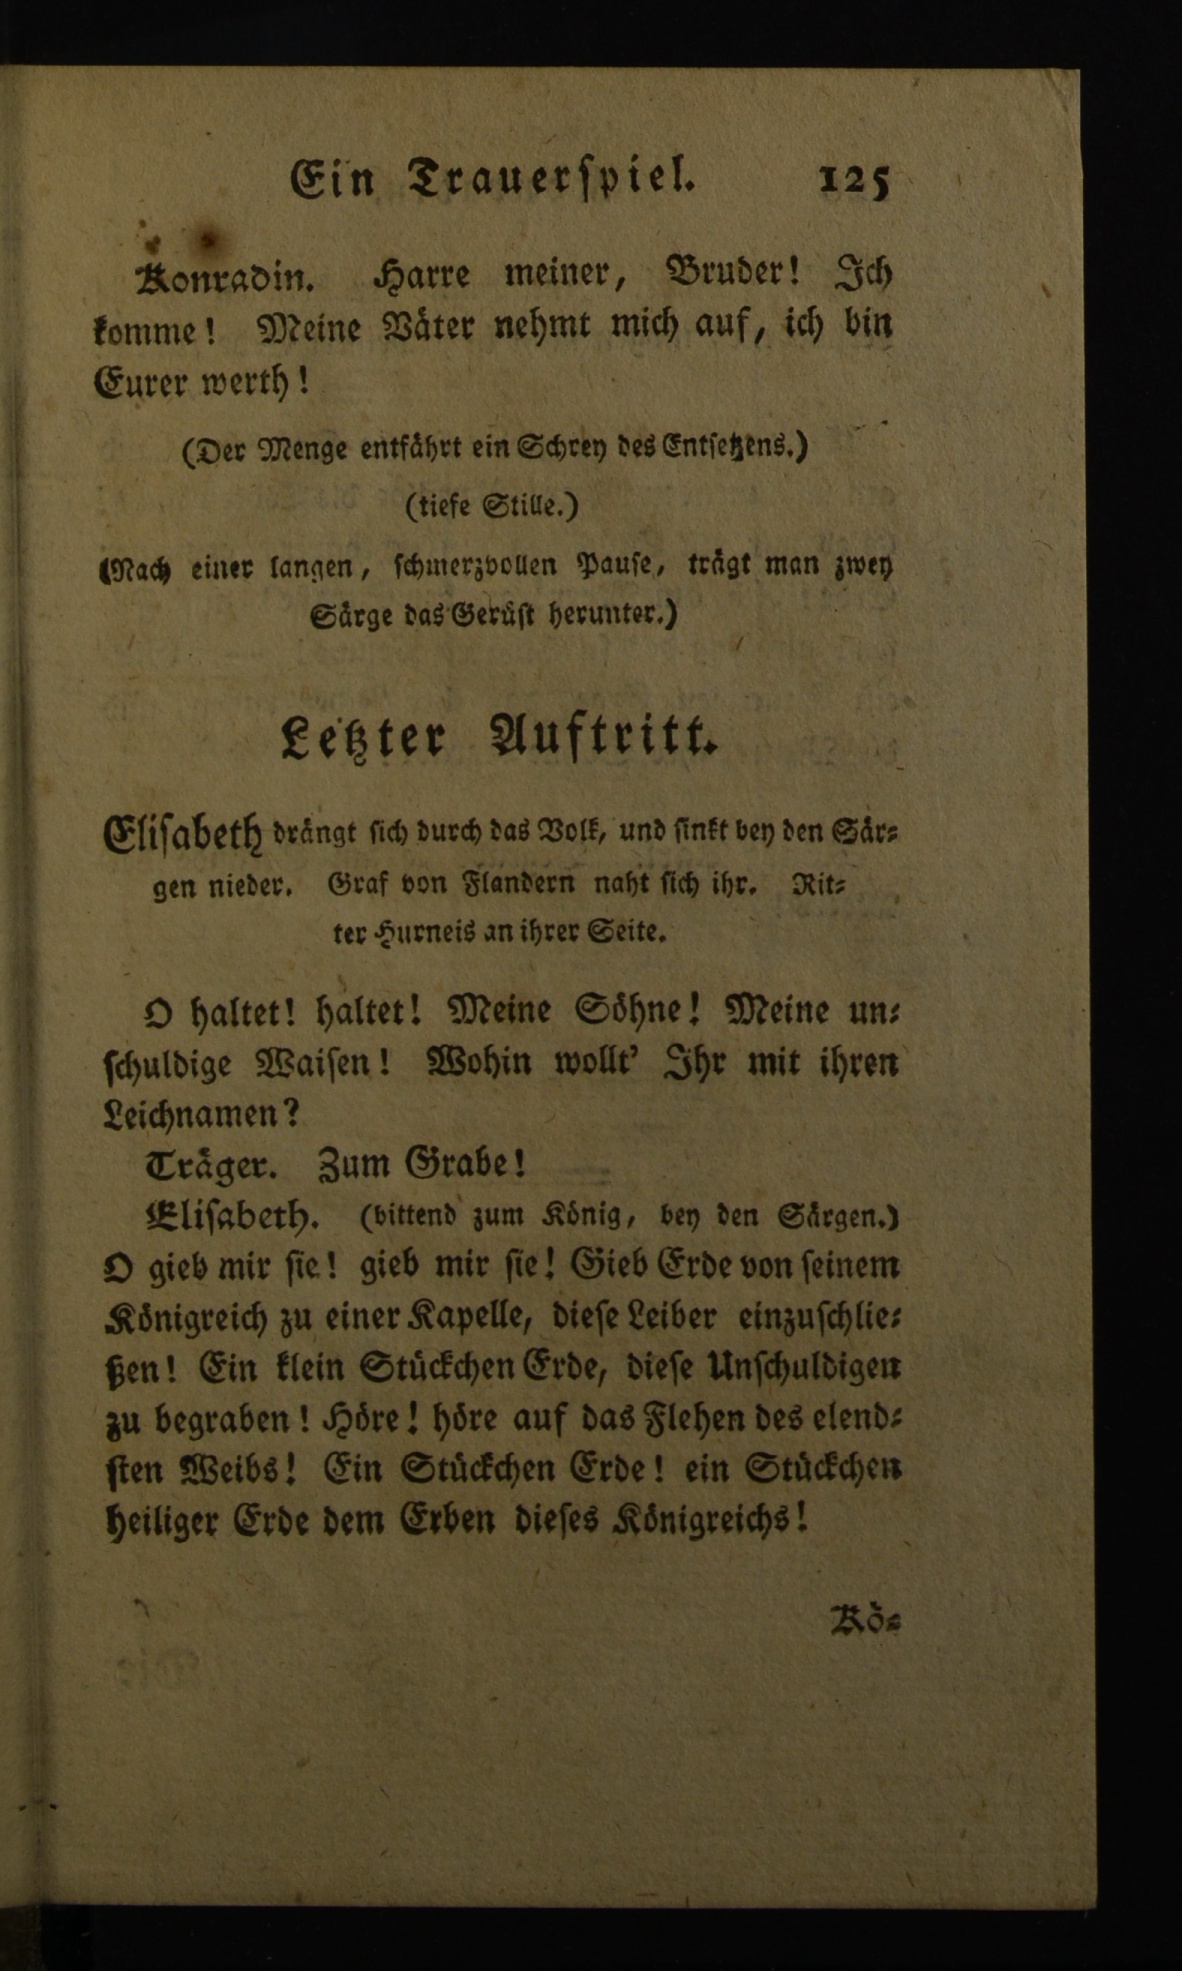 Ein Trauerſpiel. 125
Konradin. Harre meiner, Bruder! Ich
komme! Meine Väter nehmt mich auf, ich bin
Eurer werth!
(Der Menge entfährt ein Schrey des Entſetzens.)
(tiefe Stille.)
(Nach einer langen, ſchmerzvollen Pauſe, trägt man zwey
Särge das Gerüſt herunter.)
Letzter Auftritt.
Eliſabeth drängt ſich durch das Volk, und ſinkt bey den Sär⸗
gen nieder. Graf von Flandern naht ſich ihr. Rit⸗
ter Hurneis an ihrer Seite.
O haltet! haltet! Meine Söhne! Meine un⸗
ſchuldige Waiſen! Wohin wollt’ Ihr mit ihren
Leichnamen?
Träger. Zum Grabe!
Eliſabeth. (bittend zum König, bey den Särgen.)
O gieb mir ſie! gieb mir ſie! Gieb Erde von ſeinem
Königreich zu einer Kapelle, dieſe Leiber einzuſchlie⸗
ßen! Ein klein Stückchen Erde, dieſe Unſchuldigen
zu begraben! Höre! höre auf das Flehen des elend⸗
ſten Weibs! Ein Stückchen Erde! ein Stückchen
heiliger Erde dem Erben dieſes Königreichs!
Kö⸗